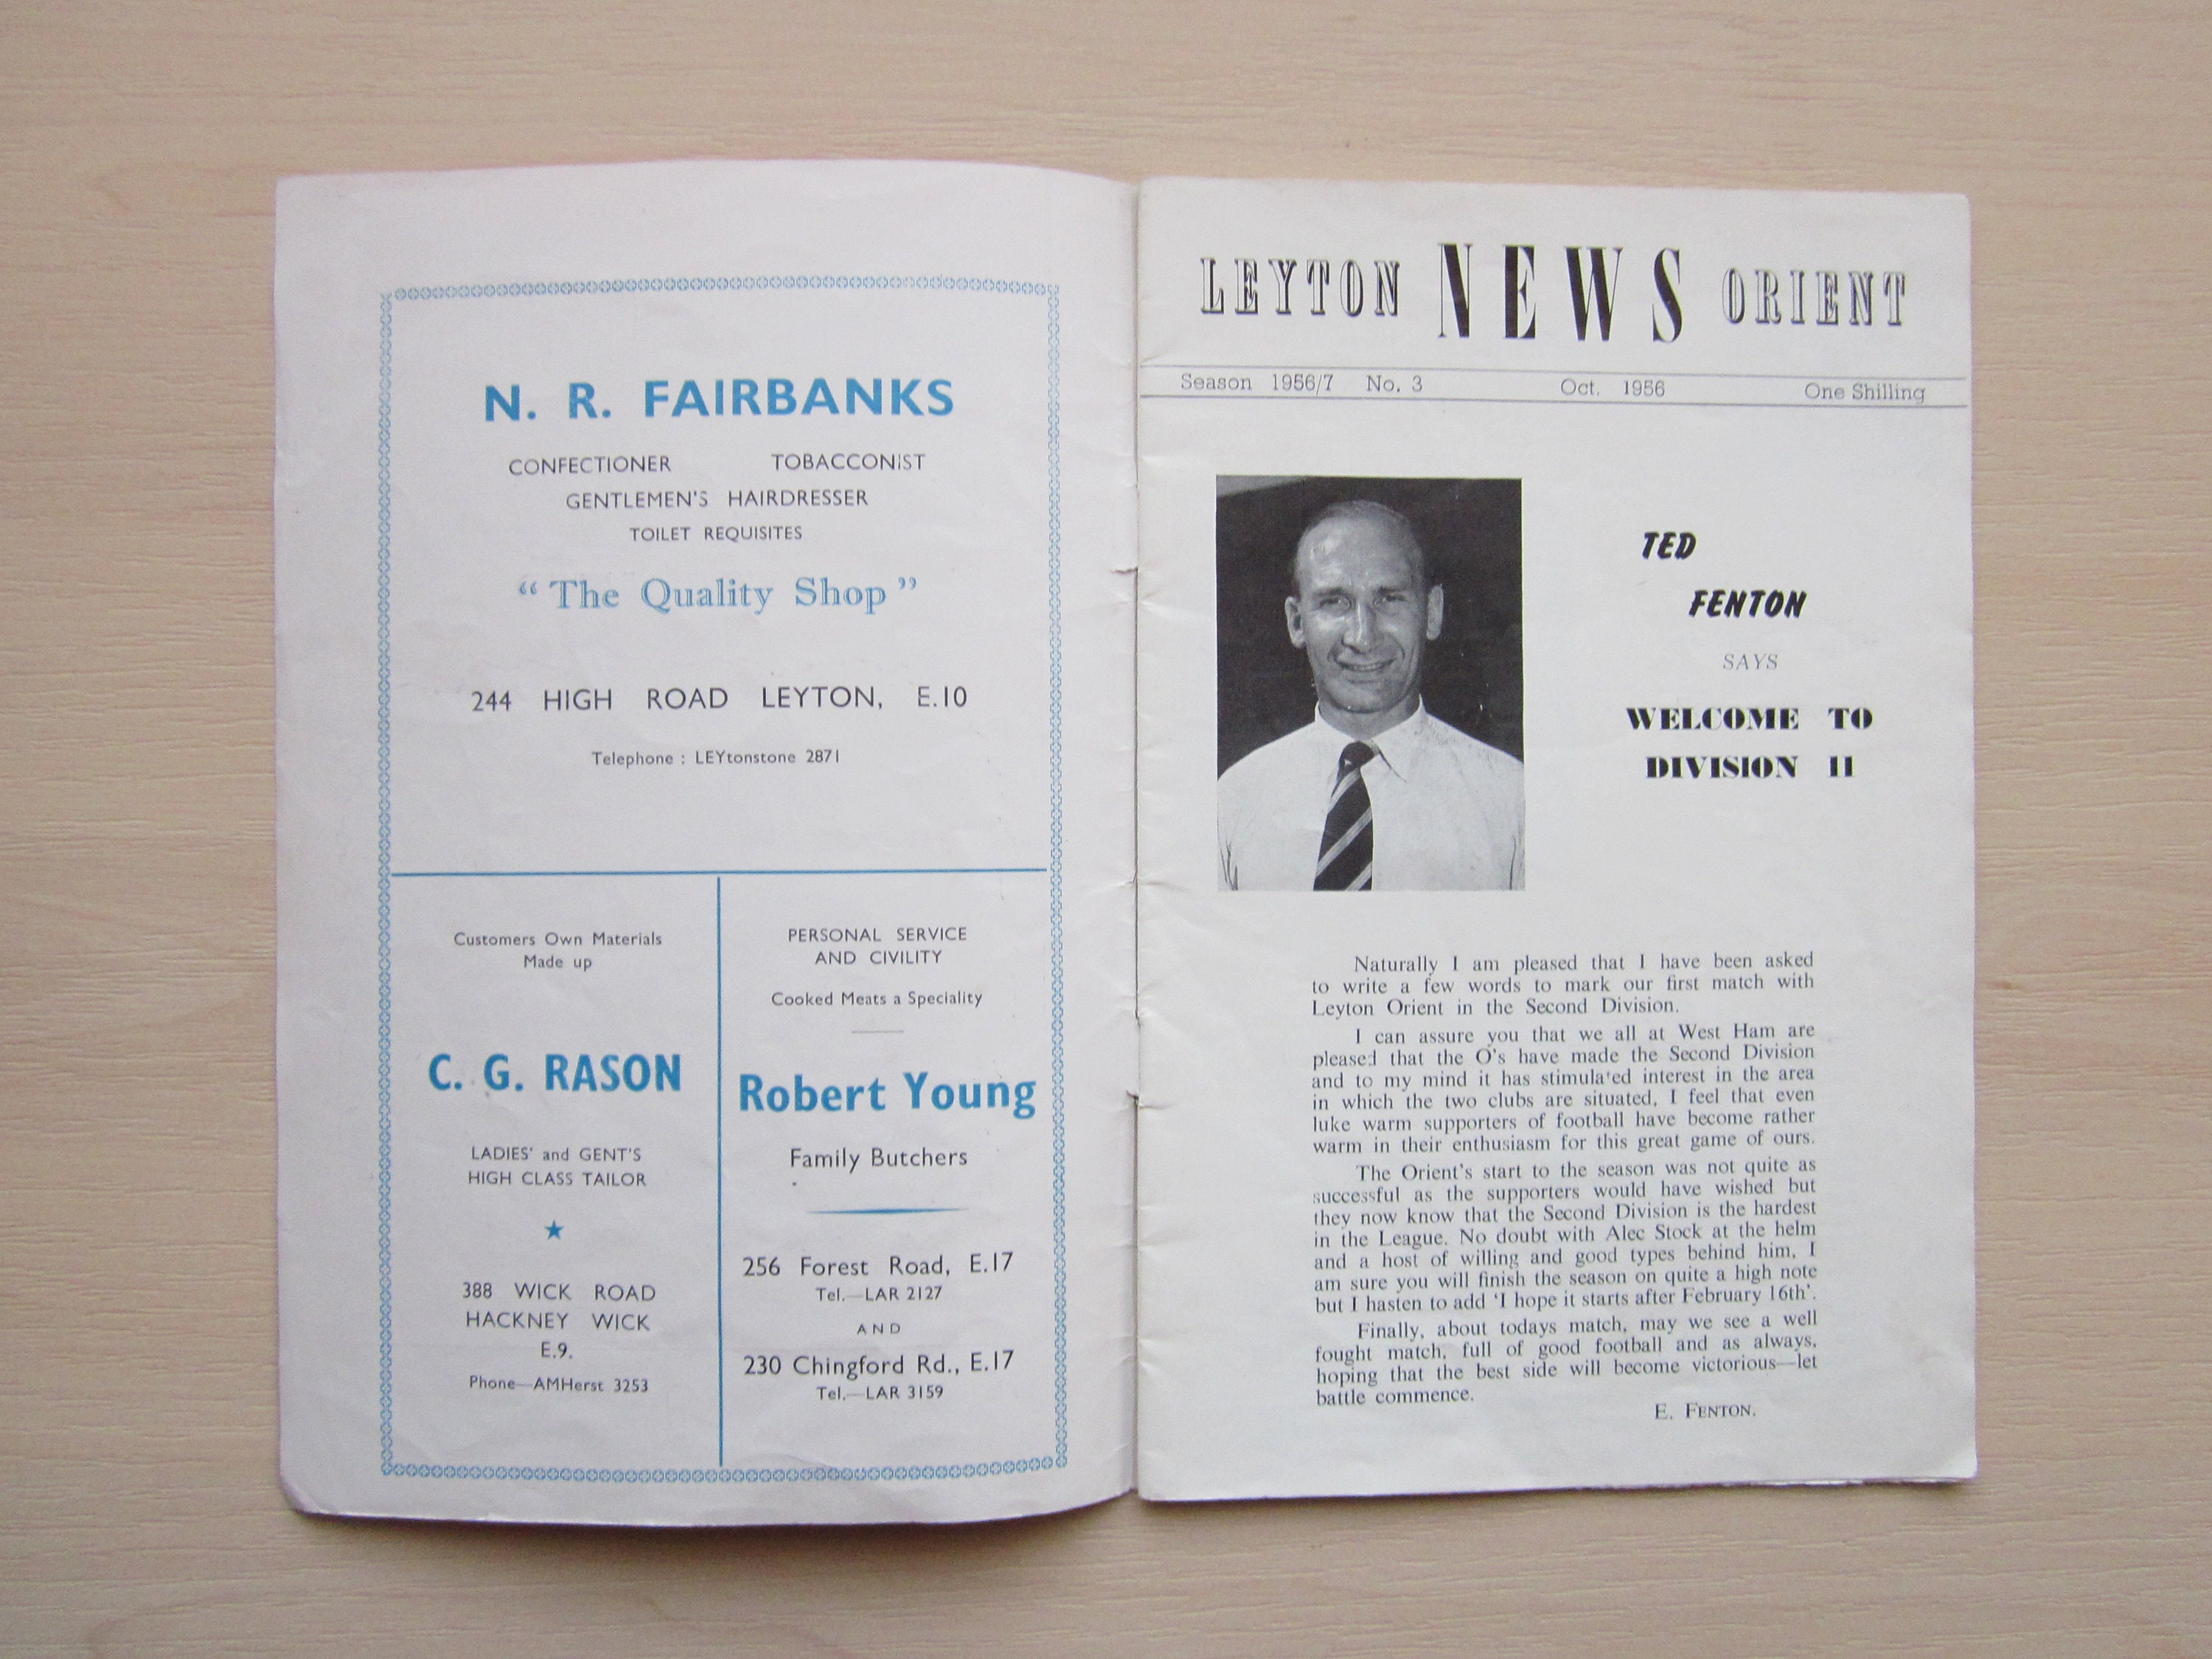 N. R. FAIRBANKS
CONFECTIONER TOBACCONIST
GENTLEMEN'S HAIRDRESSER
TOILET REQUISITES
“ The Quality Shop ”
244 HIGH ROAD LEYTON, E.10
Telephone : LEYtonstone 2871
Customers Own Materials
Made up
C. G. RASON
LADIES' and GENT'S
HIGH CLASS TAILOR
388 WICK ROAD
HACKNEY WICK
E.9.
Phone—AMHerst 3253
PERSONAL SERVICE
AND CIVILITY
Cooked Meats a Speciality
Robert Young
Family Butchers
256 Forest Road, E.17
Tel.—LAR 2127
AND
230 Chingford Rd., E.17
Tel.—LAR 3159
LEYTON NEWS ORIENT
Season 1956/7 No. 3 Oct. 1956 One Shilling
TED
FENTON
SAYS
WELCOME TO
DIVISION II
Naturally I am pleased that I have been asked
to write a few words to mark our first match with
Leyton Orient in the Second Division.
I can assure you that we all at West Ham are
pleased that the O's have made the Second Division
and to my mind it has stimulated interest in the area
in which the two clubs are situated, I feel that even
luke warm supporters of football have become rather
warm in their enthusiasm for this great game of ours.
The Orient's start to the season was not quite as
successful as the supporters would have wished but
they now know that the Second Division is the hardest
in the League. No doubt with Alec Stock at the helm
and a host of willing and good types behind him, I
am sure you will finish the season on quite a high note
but I hasten to add ‘I hope it starts after February 16th’.
Finally, about todays match, may we see a well
fought match, full of good football and as always,
hoping that the best side will become victorious—let
battle commence.
E. FENTON.